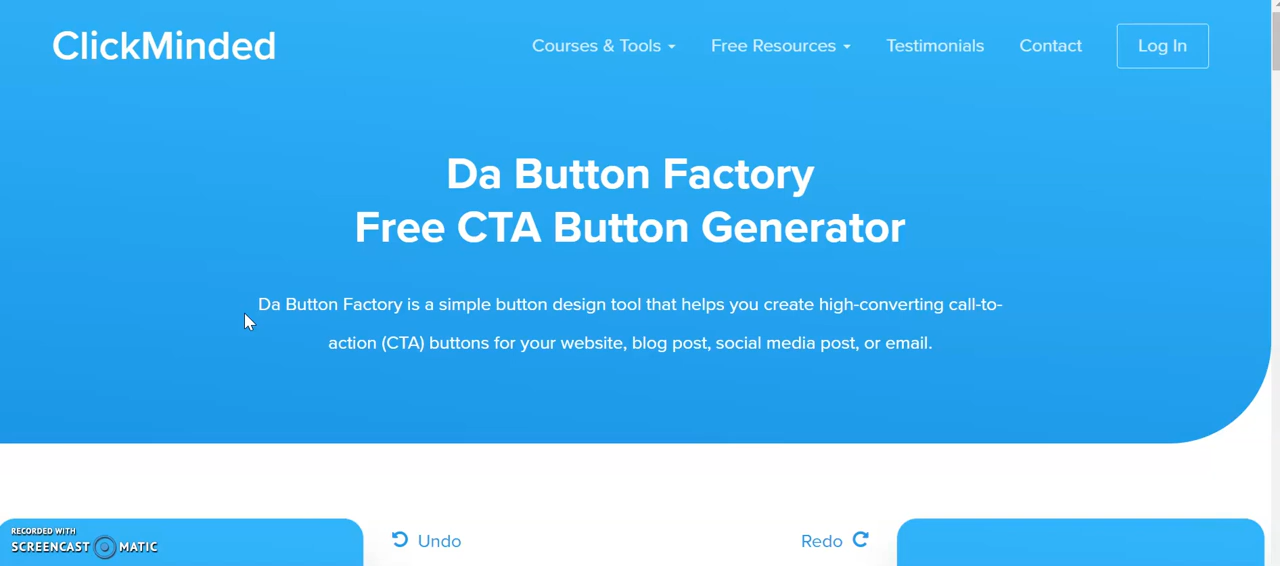 ClickMinded
Courses & Tools
Free Resources
Testimonials
Contact
Log In
Da Button Factory
Free CTA Button Generator
Da Button Factory is a simple button design tool that helps you create high-converting call-to-
action (CTA) buttons for your website, blog post, social media post, or email.
Undo
Redo
RECORDED WITH
SCREENCAST MATIC